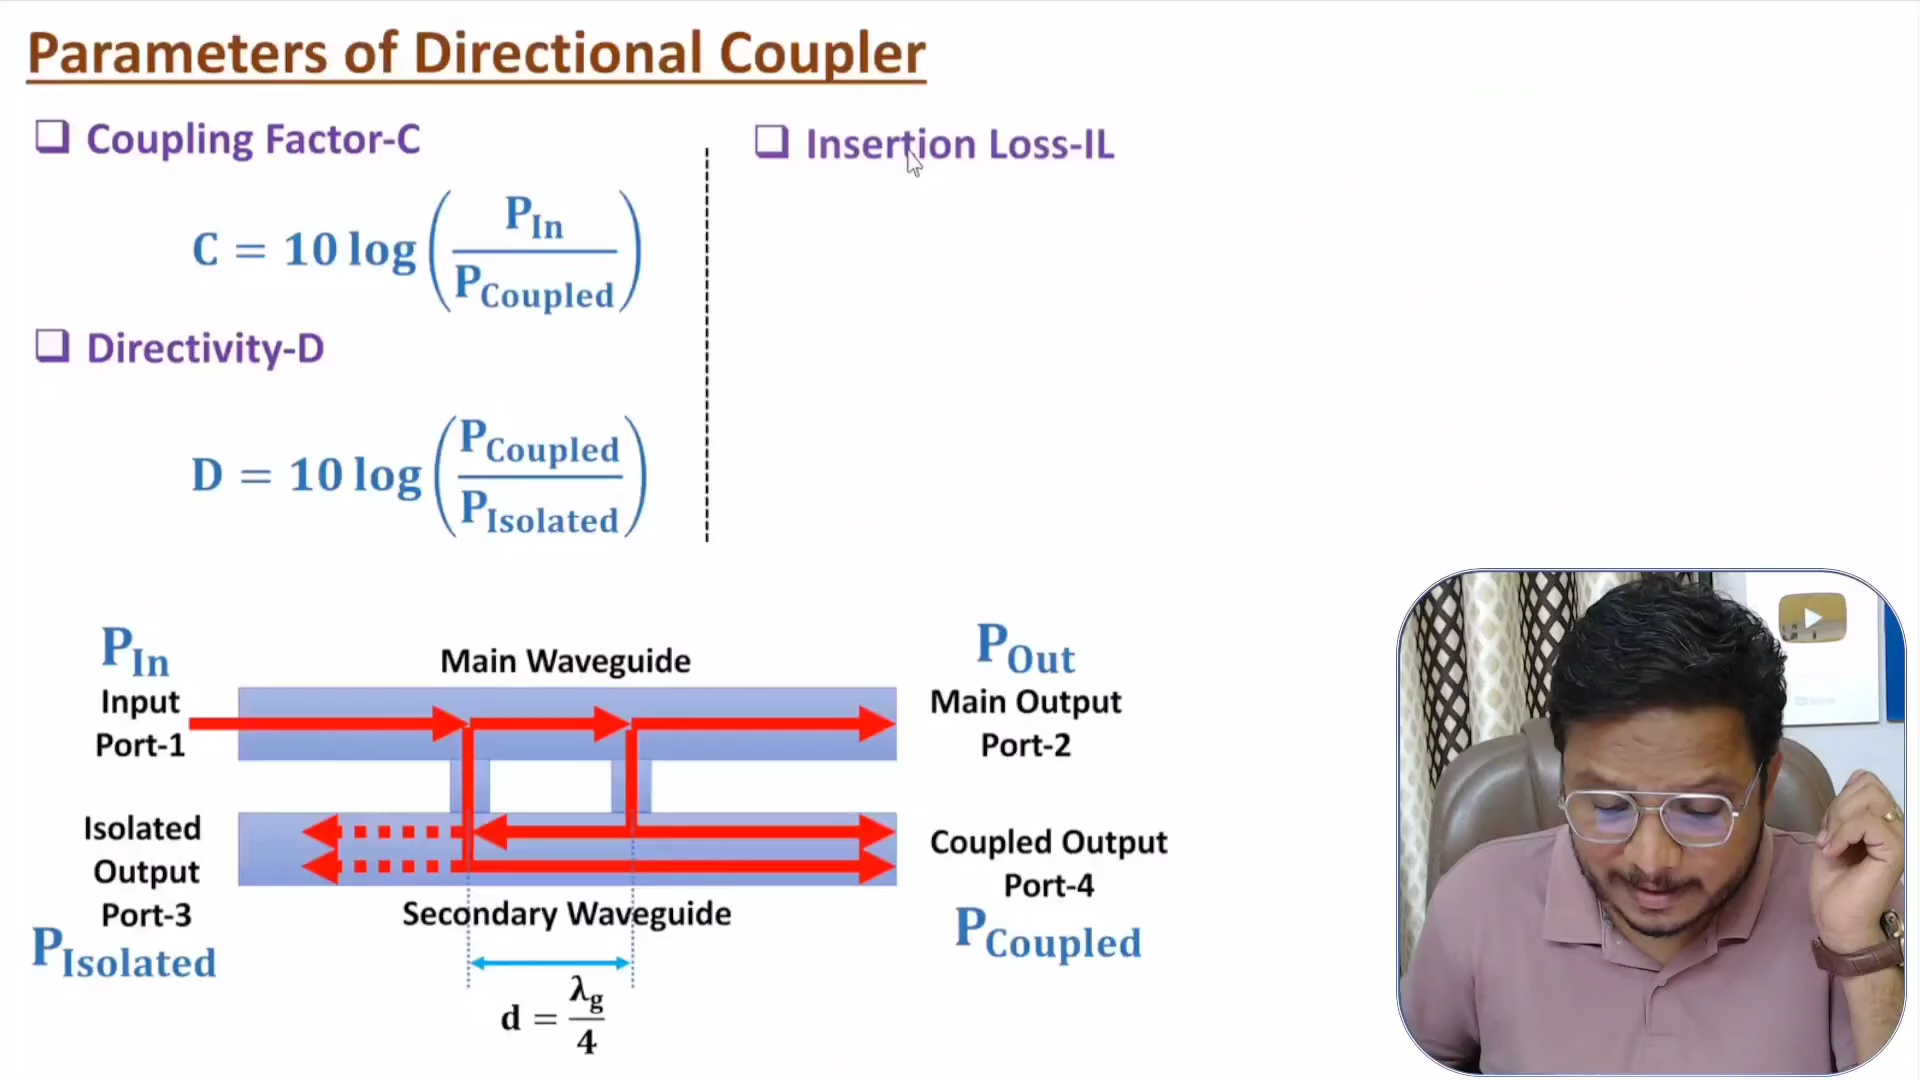 Parameters of Directional Coupler
❑ Coupling Factor-C
C = 10 log (P_In / P_Coupled)
❑ Directivity-D
D = 10 log (P_Coupled / P_Isolated)
❑ Insertion Loss-IL
P_In
Input
Port-1
Main Waveguide
P_Out
Main Output
Port-2
Isolated
Output
Port-3
P_Isolated
Secondary Waveguide
Coupled Output
Port-4
P_Coupled
d = λ_g / 4